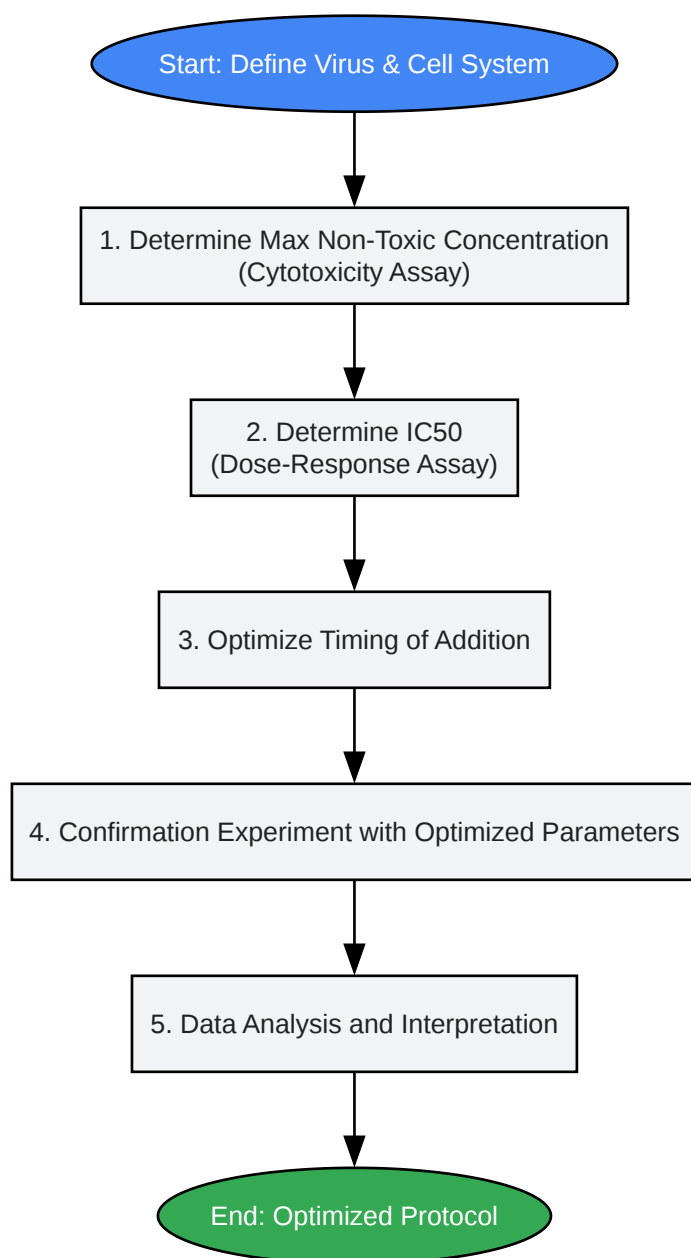 Start: Define Virus & Cell System
1. Determine Max Non-Toxic Concentration
(Cytotoxicity Assay)
2. Determine IC50
(Dose-Response Assay)
3. Optimize Timing of Addition
4. Confirmation Experiment with Optimized Parameters
5. Data Analysis and Interpretation
End: Optimized Protocol